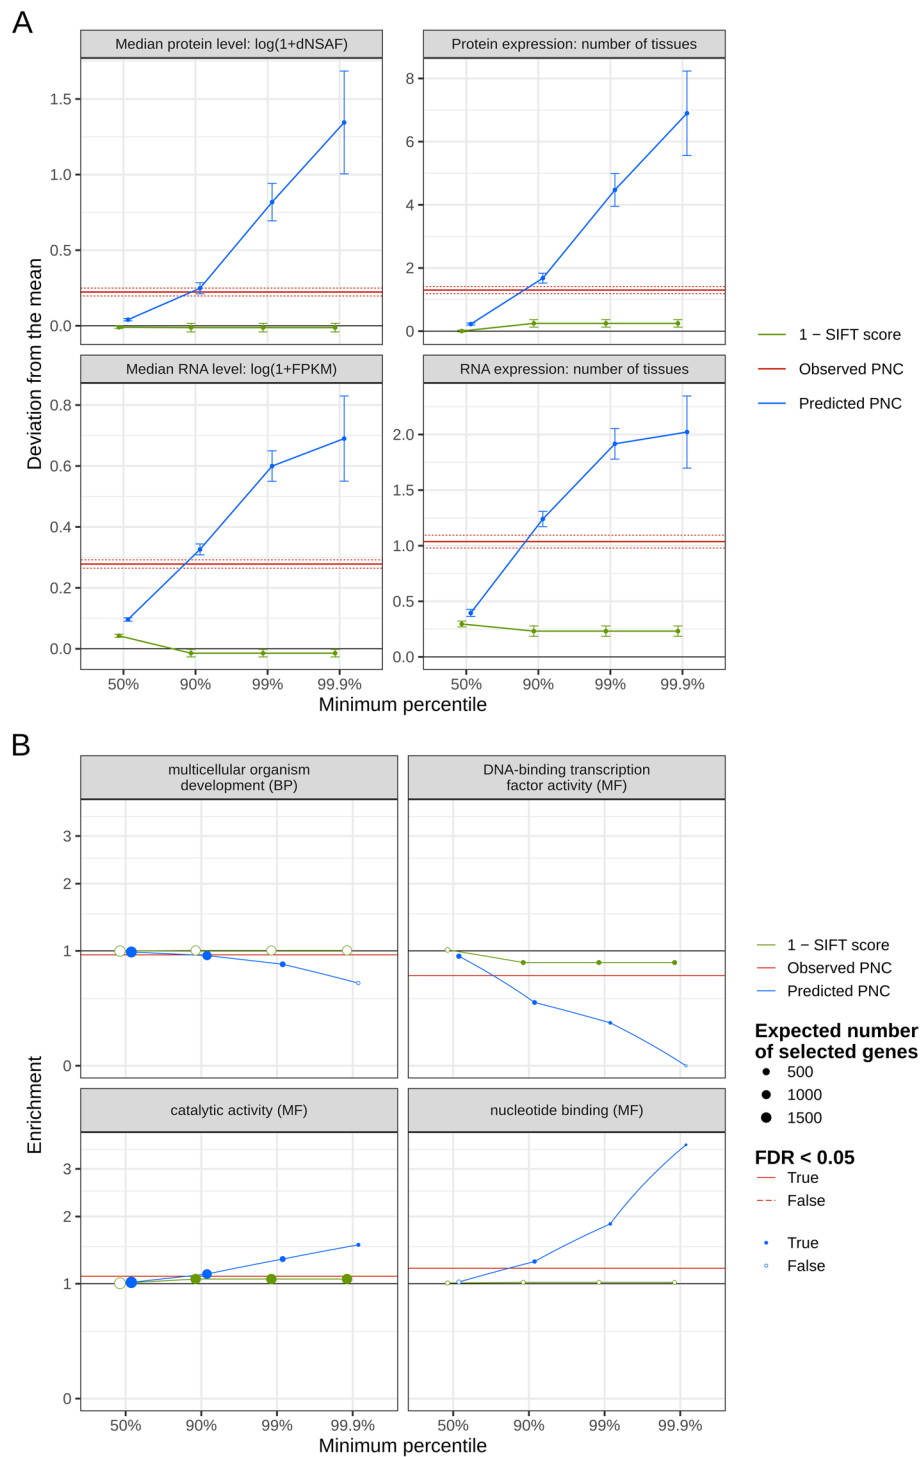 A
Median protein level: log(1+dNSAF)
Protein expression: number of tissues
1.5
1.0
0.5
0.0
8
6
4
2
0
Deviation from the mean
Median RNA level: log(1+FPKM)
RNA expression: number of tissues
0.8
0.6
0.4
0.2
0.0
2.0
1.5
1.0
0.5
0.0
50%
90%
99%
99.9%
50%
90%
99%
99.9%
Minimum percentile
1 − SIFT score
Observed PNC
Predicted PNC
B
multicellular organism
development (BP)
DNA-binding transcription
factor activity (MF)
3
2
1
0
Enrichment
catalytic activity (MF)
nucleotide binding (MF)
3
2
1
0
50%
90%
99%
99.9%
50%
90%
99%
99.9%
Minimum percentile
1 − SIFT score
Observed PNC
Predicted PNC
Expected number
of selected genes
500
1000
1500
FDR < 0.05
True
False
True
False